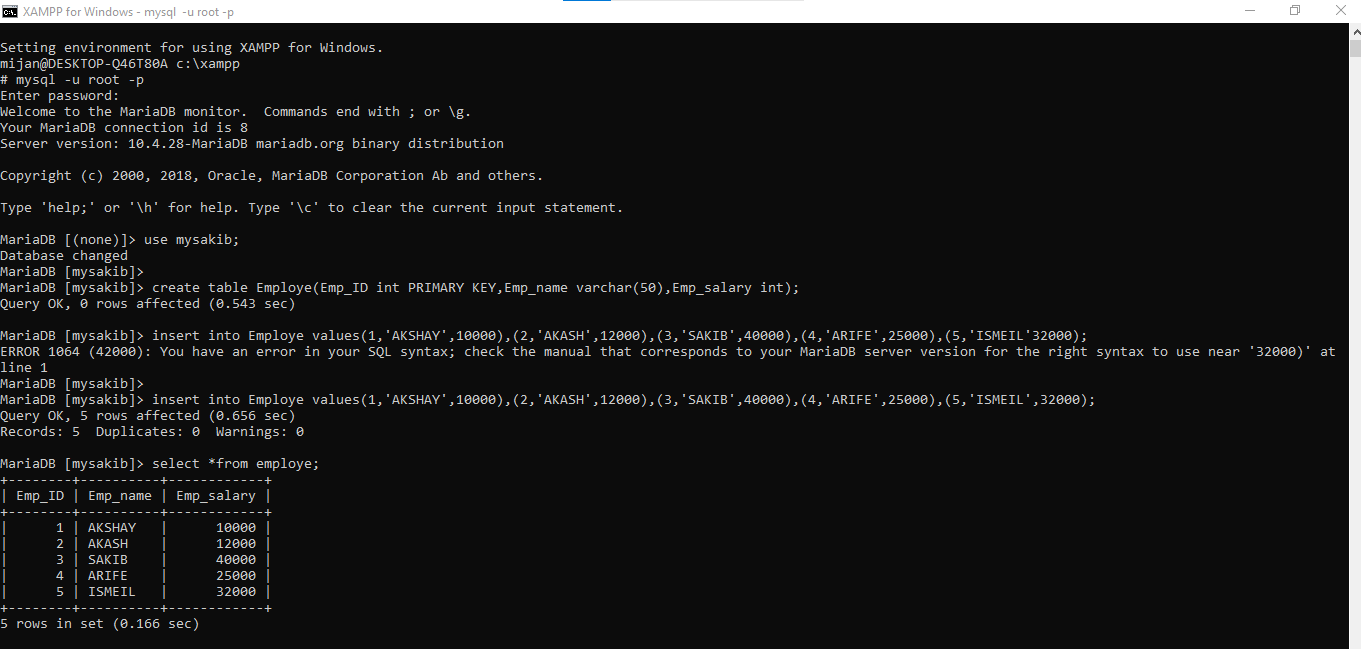 XAMPP for Windows - mysql  -u root -p
Setting environment for using XAMPP for Windows.
mijan@DESKTOP-Q46T80A c:\xampp
# mysql -u root -p
Enter password:
Welcome to the MariaDB monitor.  Commands end with ; or \g.
Your MariaDB connection id is 8
Server version: 10.4.28-MariaDB mariadb.org binary distribution
Copyright (c) 2000, 2018, Oracle, MariaDB Corporation Ab and others.
Type 'help;' or '\h' for help. Type '\c' to clear the current input statement.
MariaDB [(none)]> use mysakib;
Database changed
MariaDB [mysakib]>
MariaDB [mysakib]> create table Employe(Emp_ID int PRIMARY KEY,Emp_name varchar(50),Emp_salary int);
Query OK, 0 rows affected (0.543 sec)
MariaDB [mysakib]> insert into Employe values(1,'AKSHAY',10000),(2,'AKASH',12000),(3,'SAKIB',40000),(4,'ARIFE',25000),(5,'ISMEIL'32000);
ERROR 1064 (42000): You have an error in your SQL syntax; check the manual that corresponds to your MariaDB server version for the right syntax to use near '32000)' at
line 1
MariaDB [mysakib]>
MariaDB [mysakib]> insert into Employe values(1,'AKSHAY',10000),(2,'AKASH',12000),(3,'SAKIB',40000),(4,'ARIFE',25000),(5,'ISMEIL',32000);
Query OK, 5 rows affected (0.656 sec)
Records: 5  Duplicates: 0  Warnings: 0
MariaDB [mysakib]> select *from employe;
+--------+----------+------------+
| Emp_ID | Emp_name | Emp_salary |
+--------+----------+------------+
|      1 | AKSHAY   |      10000 |
|      2 | AKASH    |      12000 |
|      3 | SAKIB    |      40000 |
|      4 | ARIFE    |      25000 |
|      5 | ISMEIL   |      32000 |
+--------+----------+------------+
5 rows in set (0.166 sec)